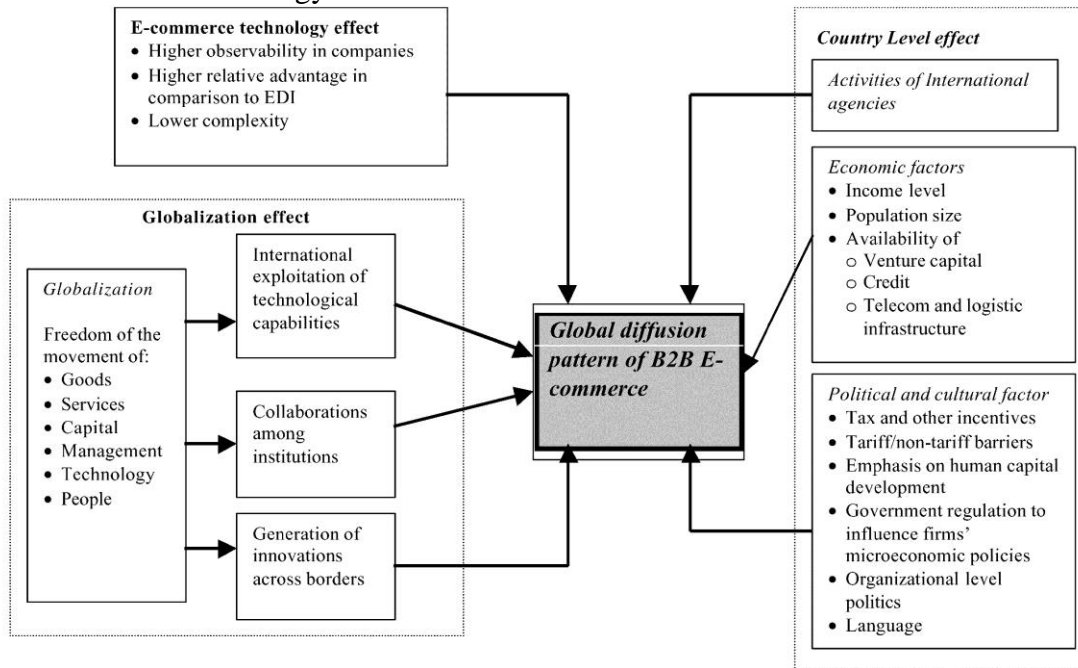 E-commerce technology effect
• Higher observability in companies
• Higher relative advantage in
comparison to EDI
• Lower complexity
Globalization effect
Globalization
Freedom of the
movement of:
• Goods
• Services
• Capital
• Management
• Technology
• People
International
exploitation of
technological
capabilities
Collaborations
among
institutions
Generation of
innovations
across borders
Global diffusion
pattern of B2B E-
commerce
Country Level effect
Activities of International
agencies
Economic factors
• Income level
• Population size
• Availability of
o Venture capital
o Credit
o Telecom and logistic
infrastructure
Political and cultural factor
• Tax and other incentives
• Tariff/non-tariff barriers
• Emphasis on human capital
development
• Government regulation to
influence firms’
microeconomic policies
• Organizational level
politics
• Language